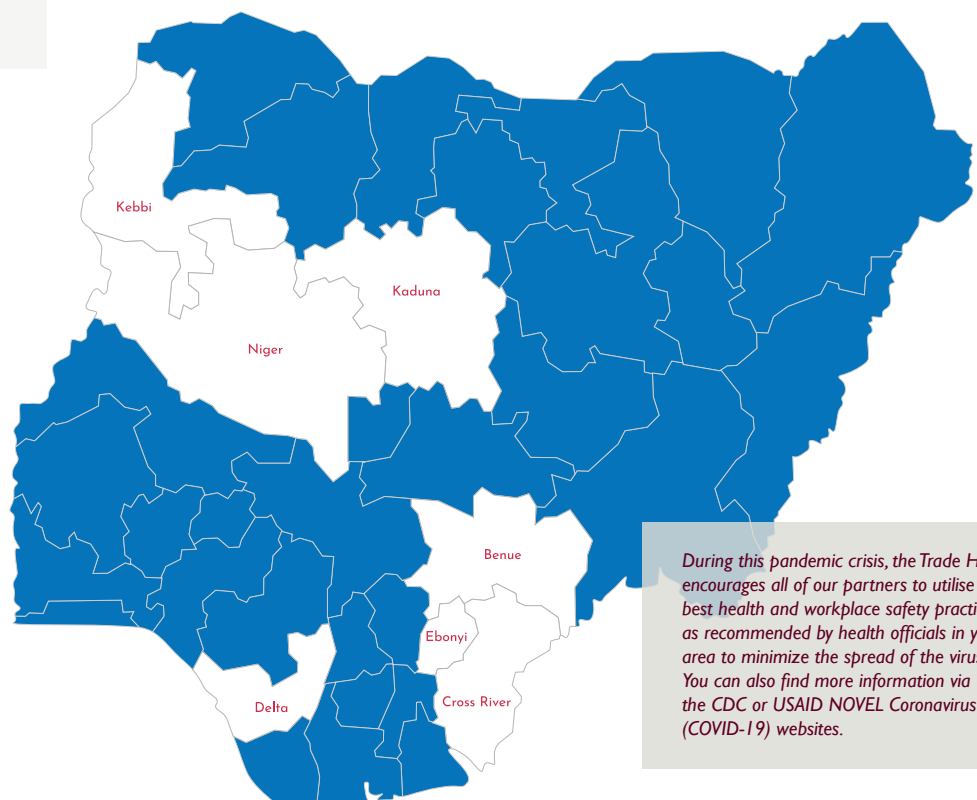 Kebbi
Kaduna
Niger
Benue
Ebonyi
Delta
Cross River
During this pandemic crisis, the Trade
encourages all of our partners to utilise
best health and workplace safety
as recommended by health officials in
area to minimize the spread of the
You can also find more information via
the CDC or USAID NOVEL Coronavirus
(COVID-19) websites.